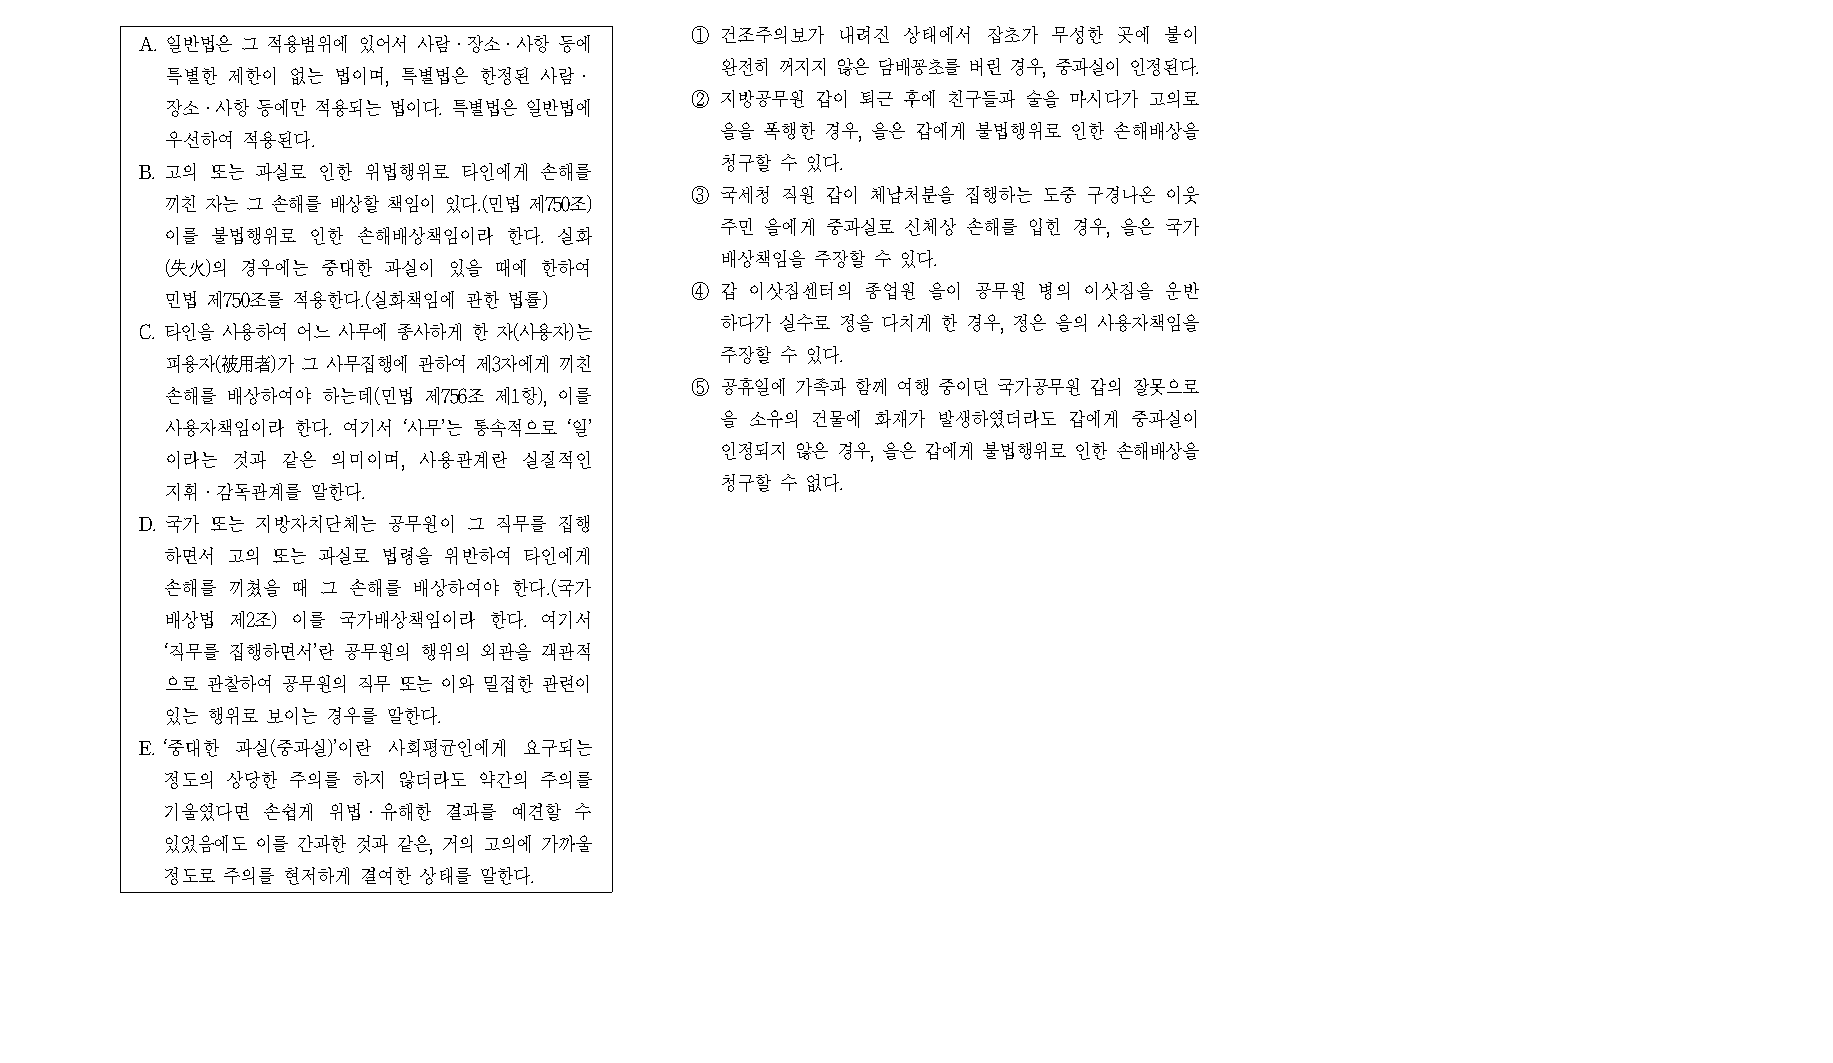 A. 일반법은 그 적용범위에 있어서 사람·장소·사항 등에
특별한 제한이 없는 법이며, 특별법은 한정된 사람·
장소·사항 등에만 적용되는 법이다. 특별법은 일반법에
우선하여 적용된다.
B. 고의 또는 과실로 인한 위법행위로 타인에게 손해를
끼친 자는 그 손해를 배상할 책임이 있다.(민법 제750조)
이를 불법행위로 인한 손해배상책임이라 한다. 실화
(失火)의 경우에는 중대한 과실이 있을 때에 한하여
민법 제750조를 적용한다.(실화책임에 관한 법률)
C. 타인을 사용하여 어느 사무에 종사하게 한 자(사용자)는
피용자(被用者)가 그 사무집행에 관하여 제3자에게 끼친
손해를 배상하여야 하는데(민법 제756조 제1항), 이를
사용자책임이라 한다. 여기서 ‘사무’는 통속적으로 ‘일’
이라는 것과 같은 의미이며, 사용관계란 실질적인
지휘·감독관계를 말한다.
D. 국가 또는 지방자치단체는 공무원이 그 직무를 집행
하면서 고의 또는 과실로 법령을 위반하여 타인에게
손해를 끼쳤을 때 그 손해를 배상하여야 한다.(국가
배상법 제2조) 이를 국가배상책임이라 한다. 여기서
‘직무를 집행하면서’란 공무원의 행위의 외관을 객관적
으로 관찰하여 공무원의 직무 또는 이와 밀접한 관련이
있는 행위로 보이는 경우를 말한다.
E. ‘중대한 과실(중과실)’이란 사회평균인에게 요구되는
정도의 상당한 주의를 하지 않더라도 약간의 주의를
기울였다면 손쉽게 위법·유해한 결과를 예견할 수
있었음에도 이를 간과한 것과 같은, 거의 고의에 가까울
정도로 주의를 현저하게 결여한 상태를 말한다.
① 건조주의보가 내려진 상태에서 잡초가 무성한 곳에 불이
완전히 꺼지지 않은 담배꽁초를 버린 경우, 중과실이 인정된다.
② 지방공무원 갑이 퇴근 후에 친구들과 술을 마시다가 고의로
을을 폭행한 경우, 을은 갑에게 불법행위로 인한 손해배상을
청구할 수 있다.
③ 국세청 직원 갑이 체납처분을 집행하는 도중 구경나온 이웃
주민 을에게 중과실로 신체상 손해를 입힌 경우, 을은 국가
배상책임을 주장할 수 있다.
④ 갑 이삿짐센터의 종업원 을이 공무원 병의 이삿짐을 운반
하다가 실수로 정을 다치게 한 경우, 정은 을의 사용자책임을
주장할 수 있다.
⑤ 공휴일에 가족과 함께 여행 중이던 국가공무원 갑의 잘못으로
을 소유의 건물에 화재가 발생하였더라도 갑에게 중과실이
인정되지 않은 경우, 을은 갑에게 불법행위로 인한 손해배상을
청구할 수 없다.